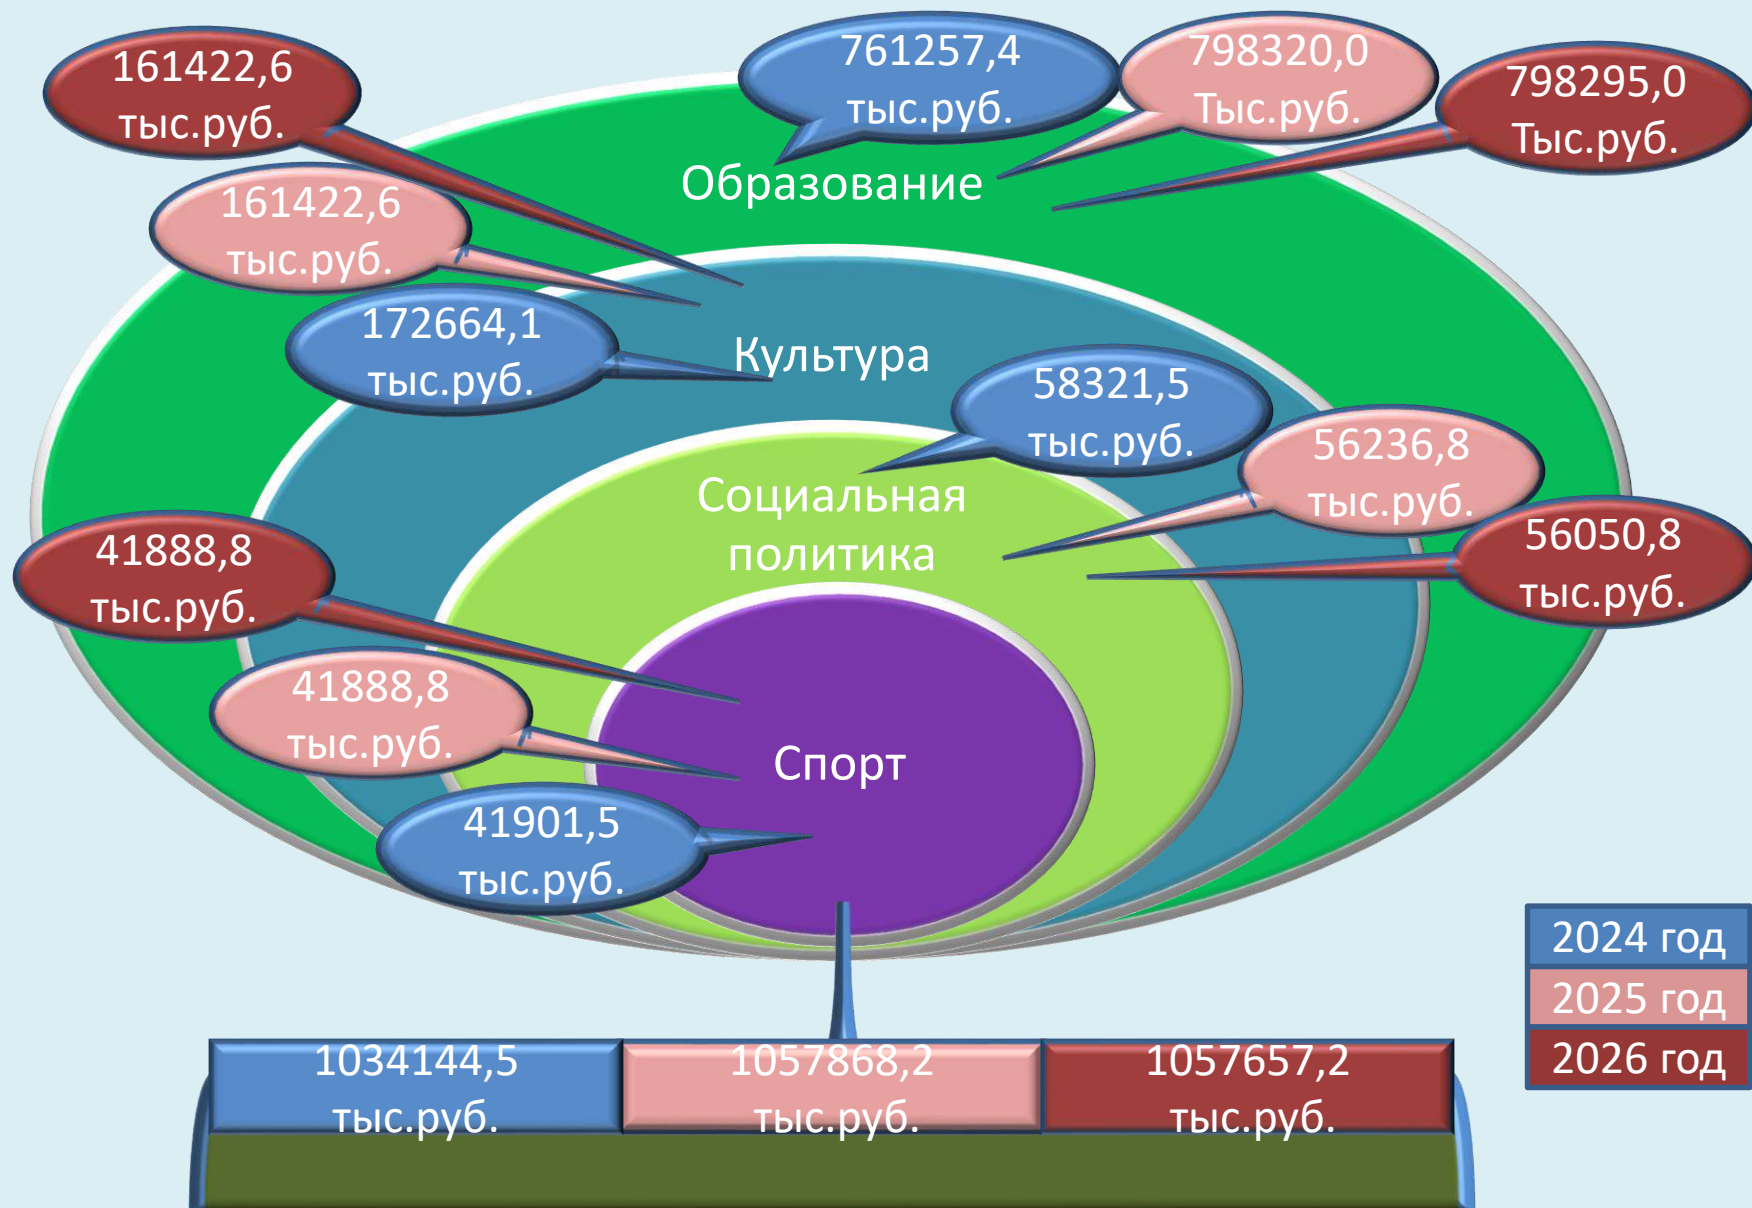 161422,6
тыс.руб.
761257,4
тыс.руб.
798320,0
Тыс.руб.
798295,0
Тыс.руб.
Образование
161422,6
тыс.руб.
172664,1
тыс.руб.
Культура
58321,5
тыс.руб.
56236,8
тыс.руб.
Социальная
политика
41888,8
тыс.руб.
56050,8
тыс.руб.
41888,8
тыс.руб.
Спорт
41901,5
тыс.руб.
2024 год
2025 год
2026 год
1034144,5
тыс.руб.
1057868,2
тыс.руб.
1057657,2
тыс.руб.